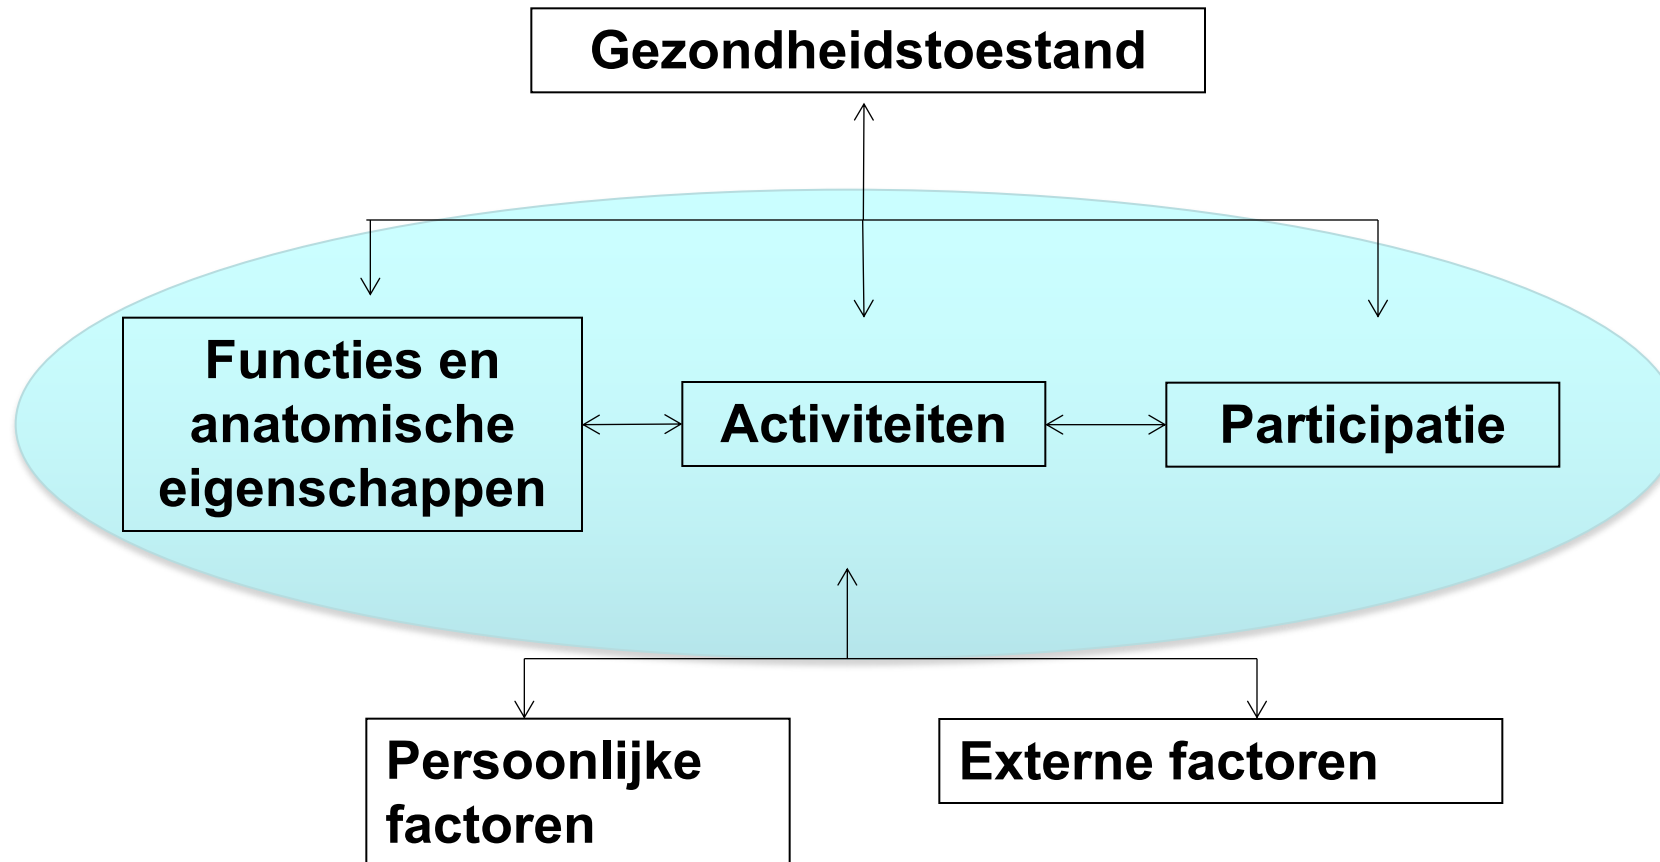 Gezondheidstoestand
Functies en
anatomische
eigenschappen
Activiteiten
Participatie
Persoonlijke
factoren
Externe factoren